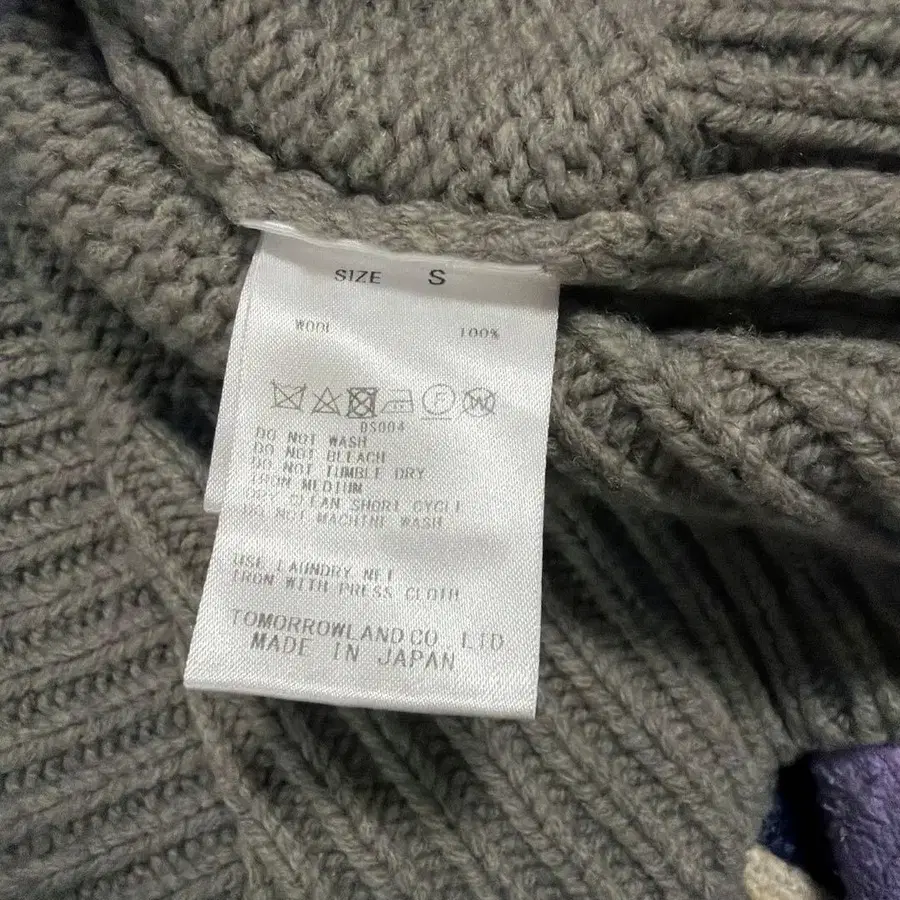 SIZE S
WOOL 100%
F W
DS004
DO NOT WASH
DO NOT BLEACH
DO NOT TUMBLE DRY
IRON MEDIUM
DRY CLEAN SHORT CYCLE
DO NOT MACHINE WASH
USE LAUNDRY NET
IRON WITH PRESS CLOTH
TOMORROWLAND CO., LTD
MADE IN JAPAN